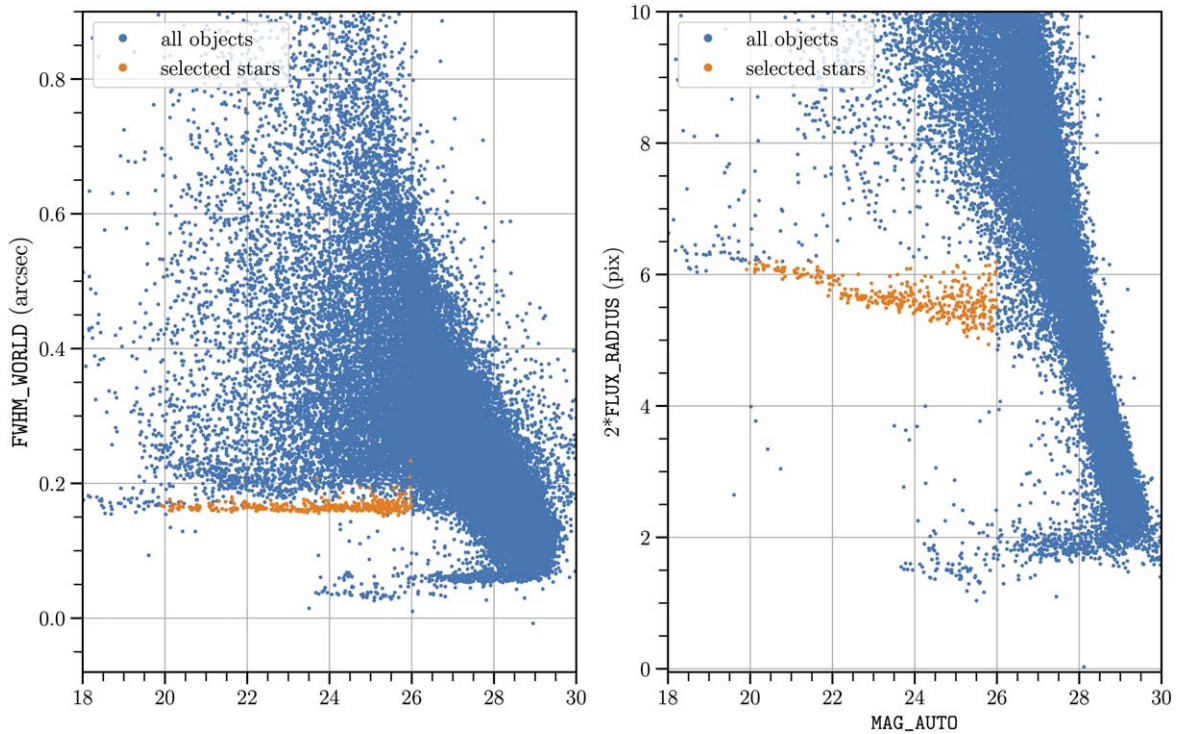 all objects
selected stars
FWHM_WORLD (arcsec)
0.8
0.6
0.4
0.2
0.0
18 20 22 24 26 28 30
all objects
selected stars
2*FLUX_RADIUS (pix)
10
8
6
4
2
0
18 20 22 24 26 28 30
MAG_AUTO